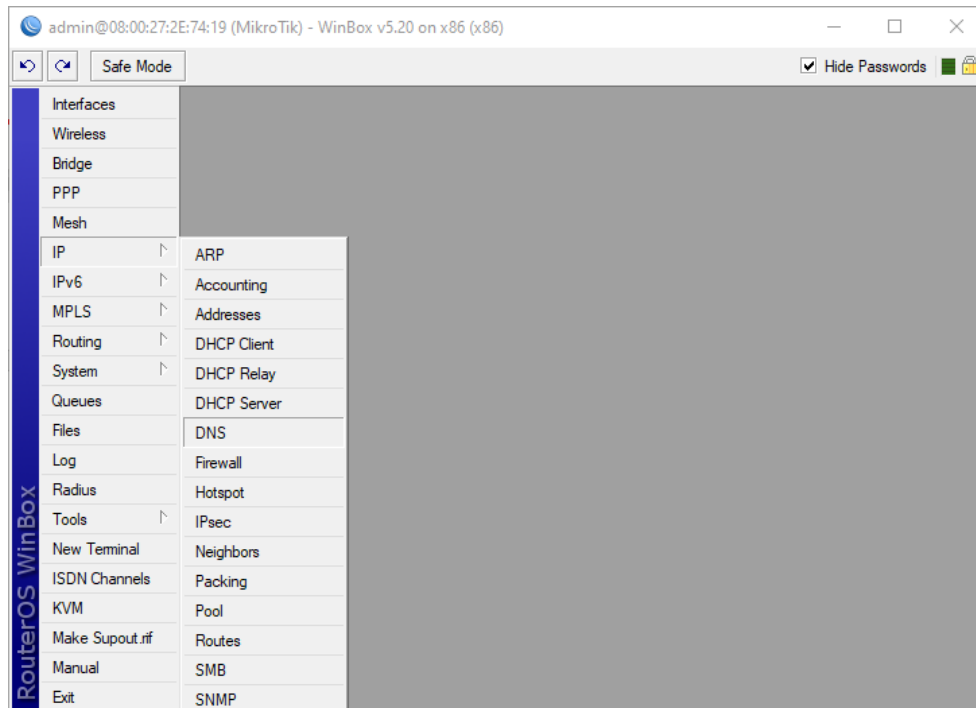 admin@08:00:27:2E:74:19 (MikroTik) - WinBox v5.20 on x86 (x86)
Safe Mode
Hide Passwords
Interfaces
Wireless
Bridge
PPP
Mesh
IP
IPv6
MPLS
Routing
System
Queues
Files
Log
Radius
Tools
New Terminal
ISDN Channels
KVM
Make Supout.rif
Manual
Exit
ARP
Accounting
Addresses
DHCP Client
DHCP Relay
DHCP Server
DNS
Firewall
Hotspot
IPsec
Neighbors
Packing
Pool
Routes
SMB
SNMP
RouterOS WinBox